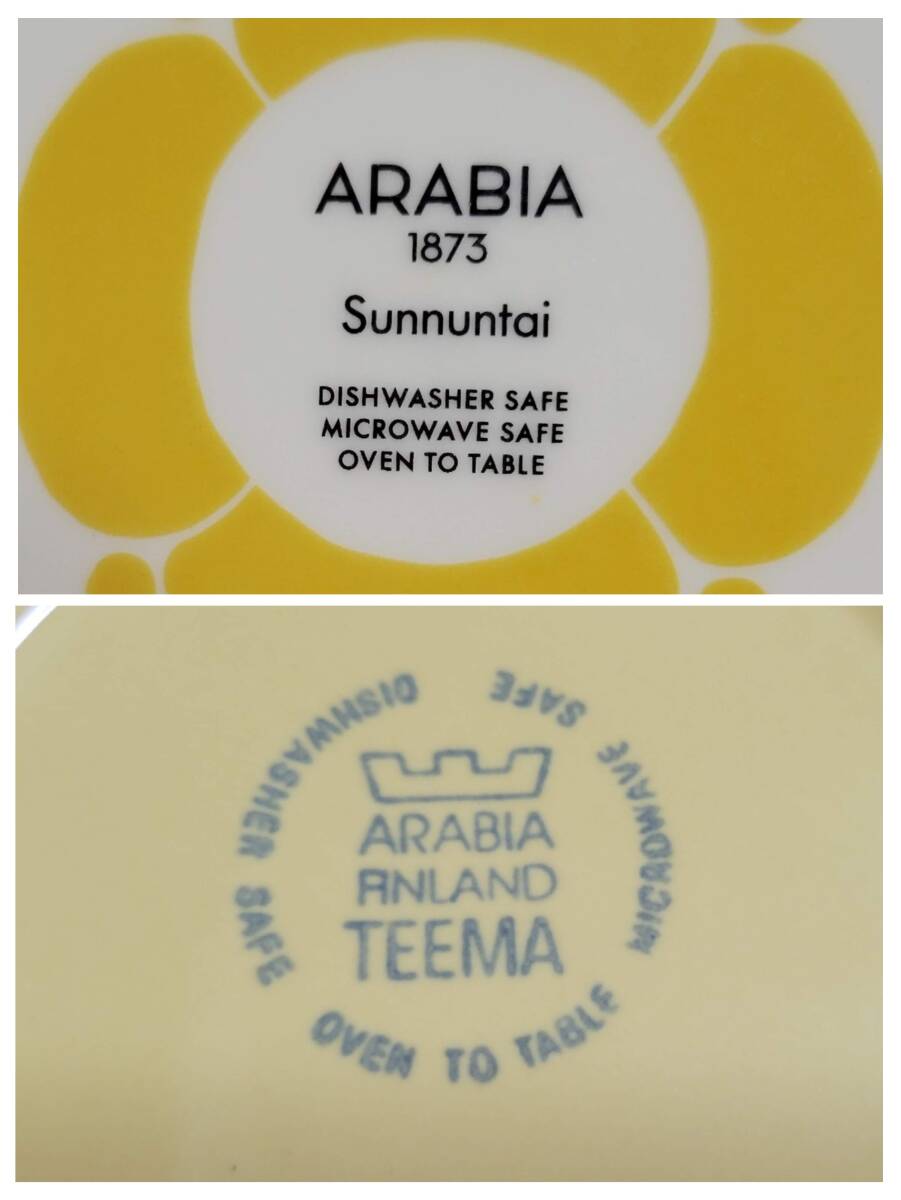 ARABIA
1873
Sunnuntai
DISHWASHER SAFE
MICROWAVE SAFE
OVEN TO TABLE
DISHWASHER SAFE
OVEN TO TABLE
MICROWAVE SAFE
ARABIA
FINLAND
TEEMA